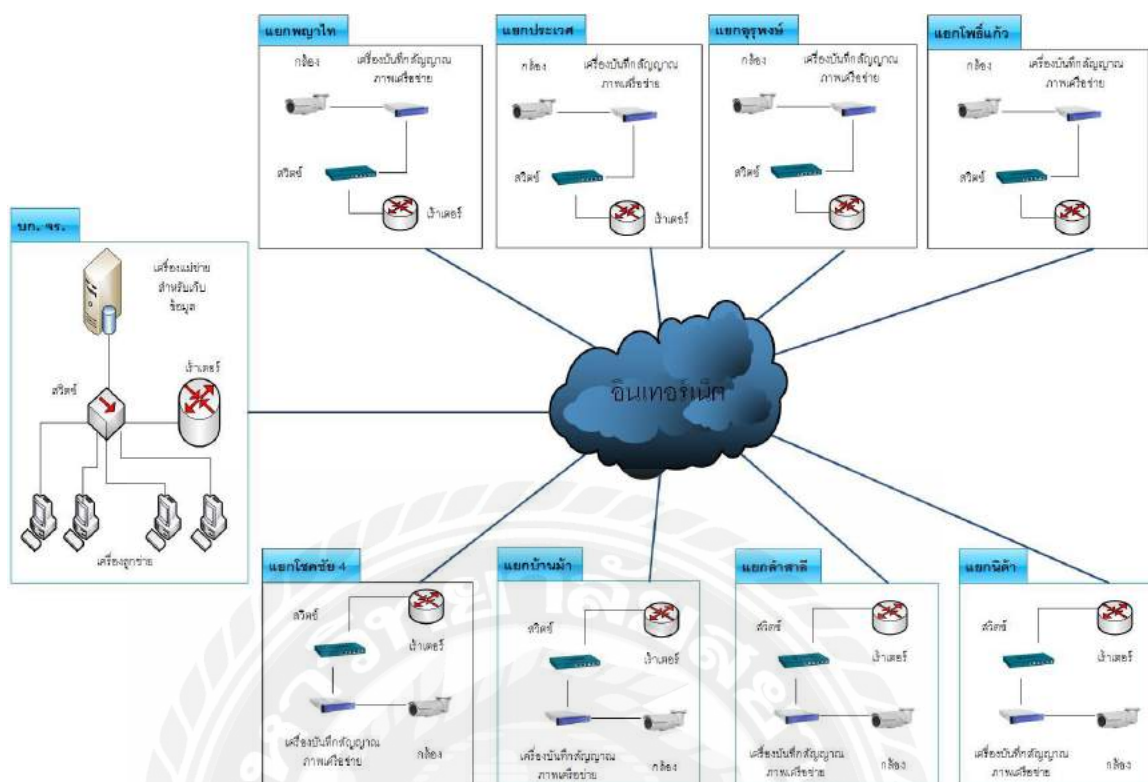 แยกพญาไท
กล้อง
เครื่องบันทึกสัญญาณ
ภาพเครือข่าย
สวิตช์
เร้าเตอร์
แยกประเวศ
กล้อง
เครื่องบันทึกสัญญาณ
ภาพเครือข่าย
สวิตช์
เร้าเตอร์
แยกอุรุพงษ์
กล้อง
เครื่องบันทึกสัญญาณ
ภาพเครือข่าย
สวิตช์
แยกโพธิ์แก้ว
กล้อง
เครื่องบันทึกสัญญาณ
ภาพเครือข่าย
สวิตช์
บก. จร.
เครื่องแม่ข่าย
สำหรับเก็บ
ข้อมูล
เร้าเตอร์
สวิตช์
เครื่องลูกข่าย
อินเทอร์เน็ต
แยกโชคชัย 4
สวิตช์
เร้าเตอร์
เครื่องบันทึกสัญญาณ
ภาพเครือข่าย
กล้อง
แยกบ้านม้า
สวิตช์
เร้าเตอร์
เครื่องบันทึกสัญญาณ
ภาพเครือข่าย
กล้อง
แยกลำสาลี
สวิตช์
เร้าเตอร์
เครื่องบันทึกสัญญาณ
ภาพเครือข่าย
กล้อง
แยกนิด้า
สวิตช์
เร้าเตอร์
เครื่องบันทึกสัญญาณ
ภาพเครือข่าย
กล้อง